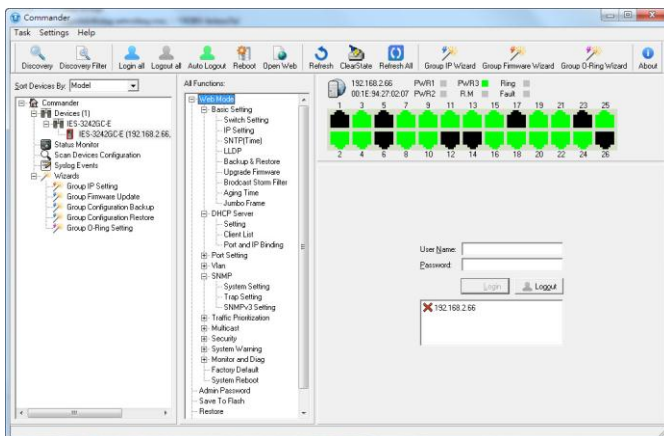 Commander
Task Settings Help
Discovery Discovery Filter Login all Logout all Auto Logout Reboot Open Web Refresh ClearState Refresh All Group IP Wizard Group Firmware Wizard Group O-Ring Wizard About
Sort Devices By: Model
Commander
Devices (1)
IES-3242GC-E
IES-3242GC-E (192.168.2.66,
Status Monitor
Scan Devices Configuration
Syslog Events
Wizards
Group IP Setting
Group Firmware Update
Group Configuration Backup
Group Configuration Restore
Group O-Ring Setting
All Functions:
Web Mode
Basic Setting
Switch Setting
IP Setting
SNTP(Time)
LLDP
Backup & Restore
Upgrade Firmware
Brodcast Storm Filter
Aging Time
Jumbo Frame
DHCP Server
Setting
Client List
Port and IP Binding
Port Setting
Vlan
SNMP
System Setting
Trap Setting
SNMPv3 Setting
Traffic Prioritization
Multicast
Security
System Warning
Monitor and Diag
Factory Default
System Reboot
Admin Password
Save To Flash
Restore
192.168.2.66 PWR1 PWR3 Ring
00:1E:94:27:02:07 PWR2 R.M Fault
1 3 5 7 9 11 13 15 17 19 21 23 25
2 4 6 8 10 12 14 16 18 20 22 24 26
User Name:
Password:
Login Logout
192.168.2.66